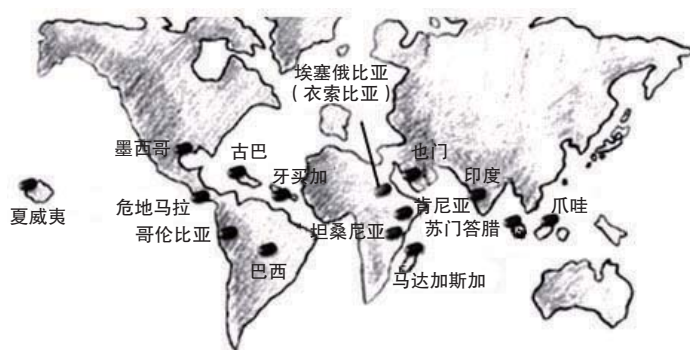 埃塞俄比亚
（衣索比亚）
墨西哥
古巴
牙买加
也门
印度
夏威夷
危地马拉
肯尼亚
爪哇
哥伦比亚
坦桑尼亚
苏门答腊
巴西
马达加斯加